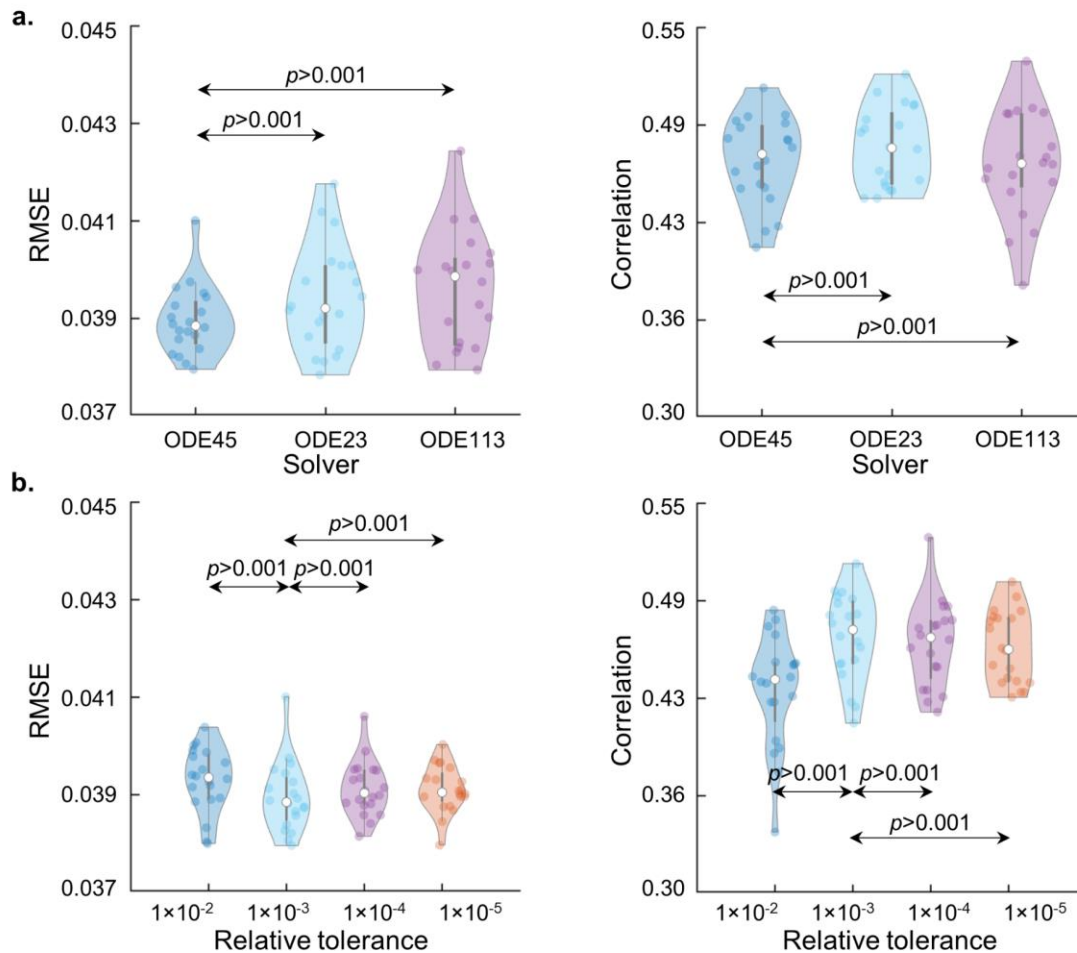 a.
RMSE
0.045
0.043
0.041
0.039
0.037
p>0.001
p>0.001
ODE45 ODE23 ODE113
Solver
Correlation
0.55
0.49
0.43
0.36
0.30
p>0.001
p>0.001
ODE45 ODE23 ODE113
Solver
b.
RMSE
0.045
0.043
0.041
0.039
0.037
p>0.001
p>0.001 p>0.001
1×10⁻² 1×10⁻³ 1×10⁻⁴ 1×10⁻⁵
Relative tolerance
Correlation
0.55
0.49
0.43
0.36
0.30
p>0.001 p>0.001
p>0.001
1×10⁻² 1×10⁻³ 1×10⁻⁴ 1×10⁻⁵
Relative tolerance